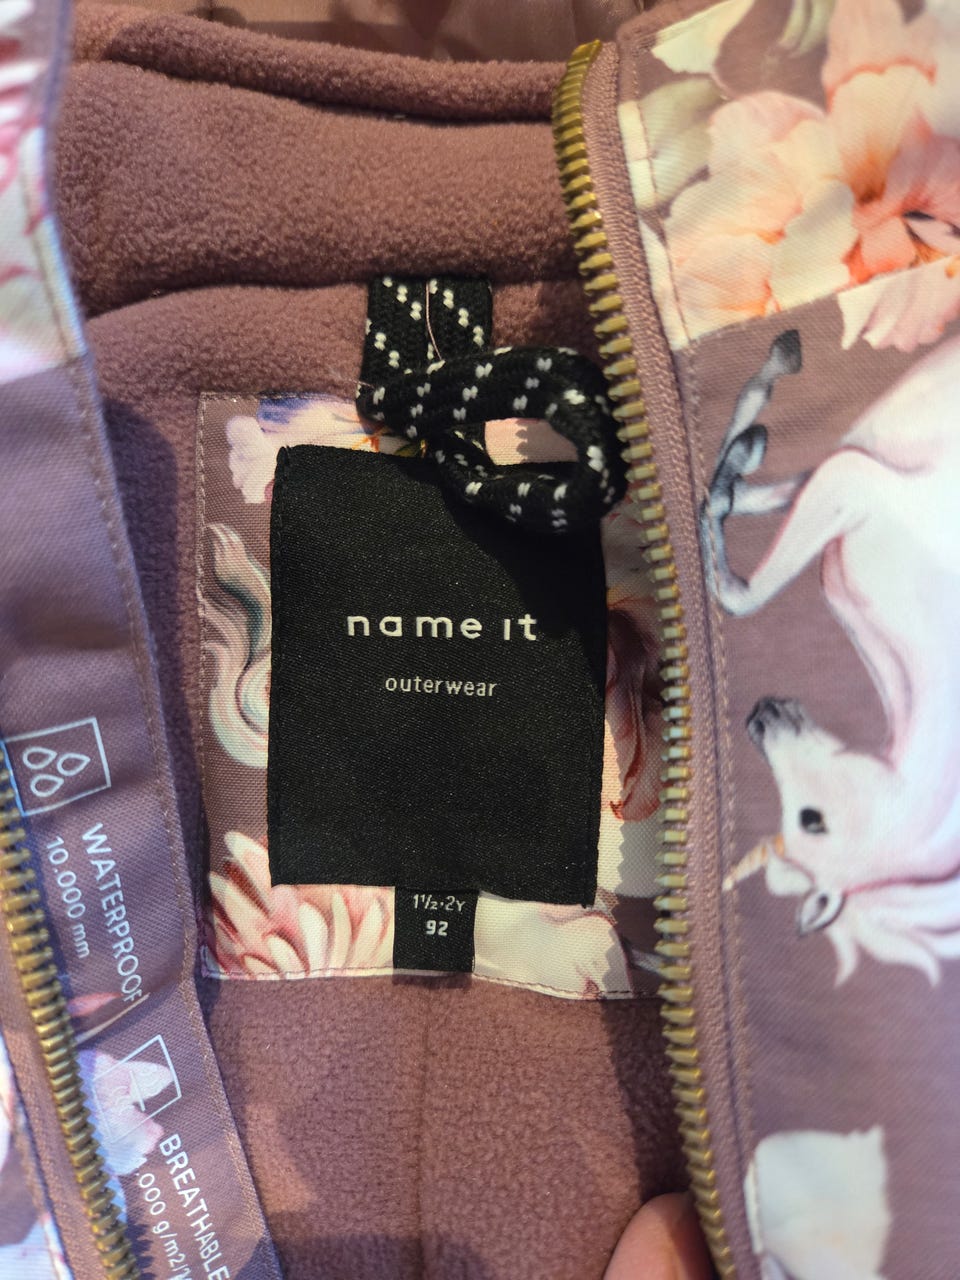 name it
outerwear
1½-2Y
92
WATERPROOF
10.000 mm
BREATHABLE